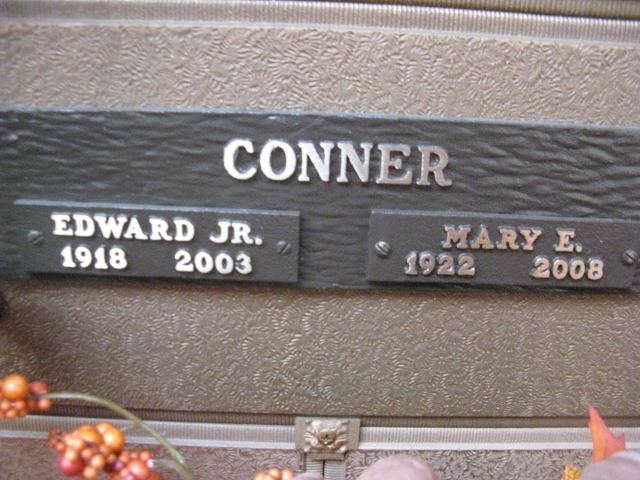 CONNER
EDWARD JR.
1918 2003
MARY E.
1922 2008